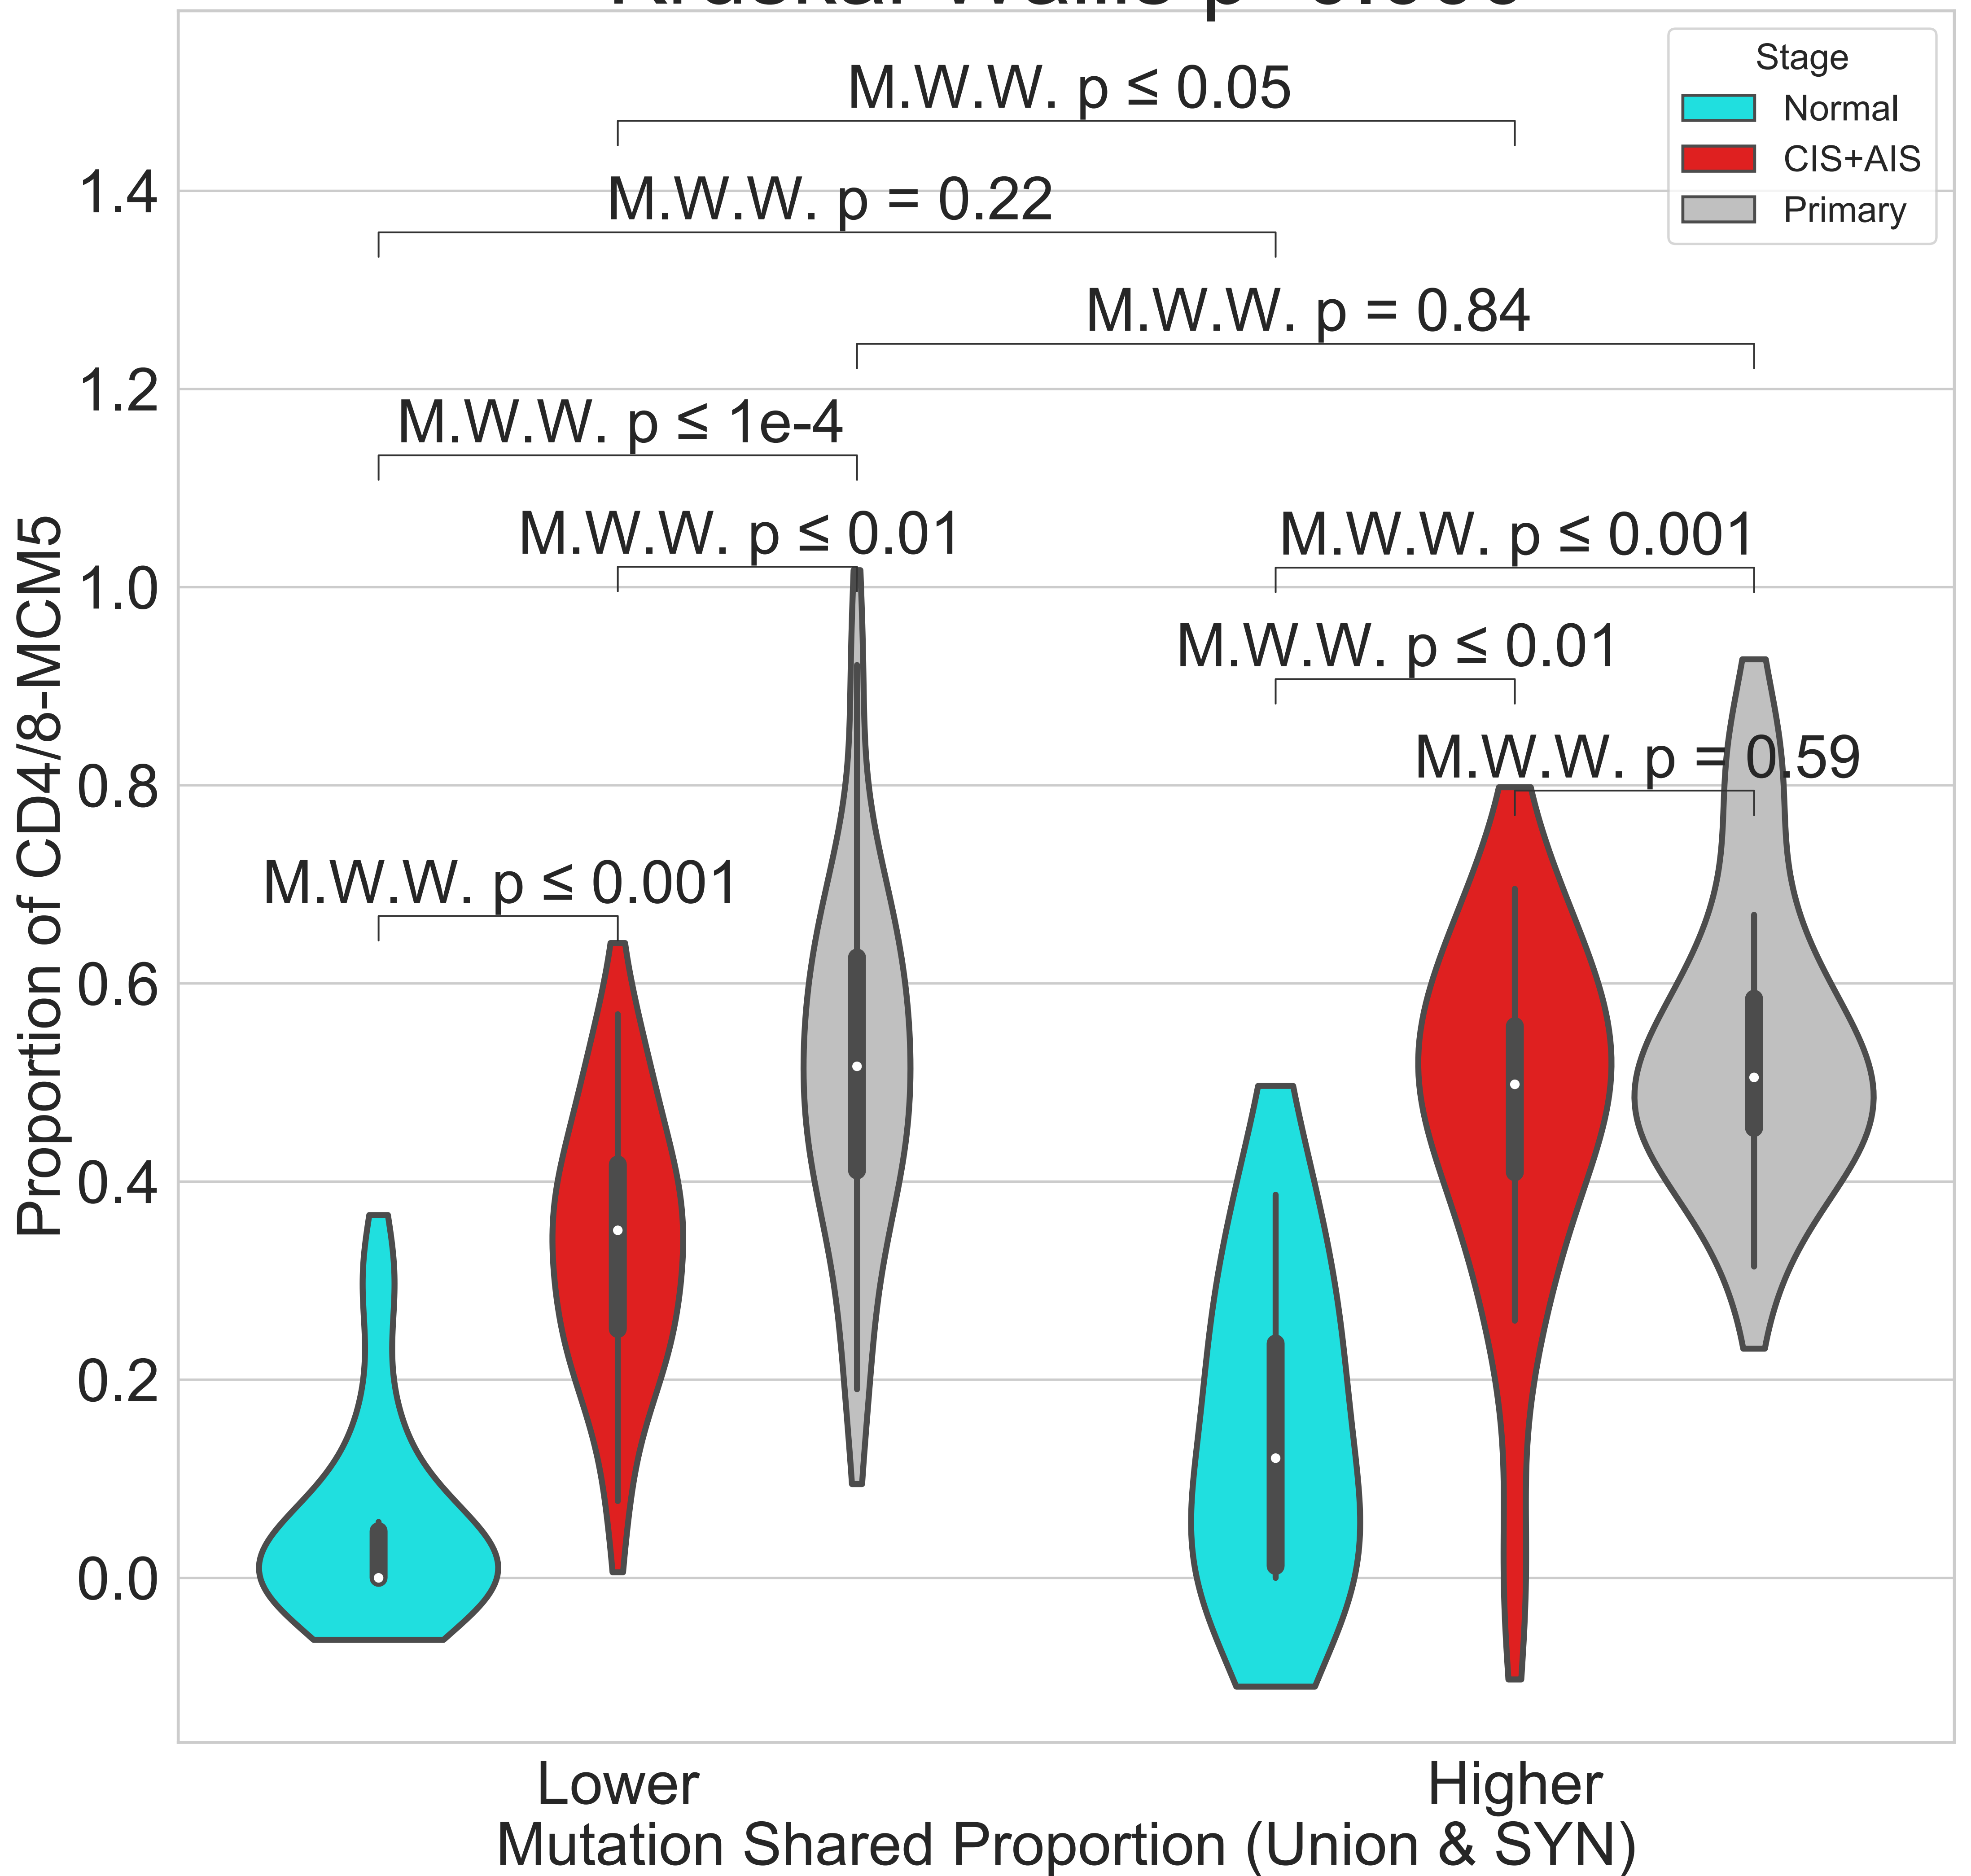 M.W.W. p ≤ 0.05
Stage
Normal
CIS+AIS
Primary
M.W.W. p = 0.22
M.W.W. p = 0.84
M.W.W. p ≤ 1e-4
M.W.W. p ≤ 0.01
M.W.W. p ≤ 0.001
M.W.W. p ≤ 0.01
M.W.W. p = 0.59
M.W.W. p ≤ 0.001
1.4
1.2
1.0
0.8
0.6
0.4
0.2
0.0
Proportion of CD4/8-MCM5
Lower
Higher
Mutation Shared Proportion (Union & SYN)